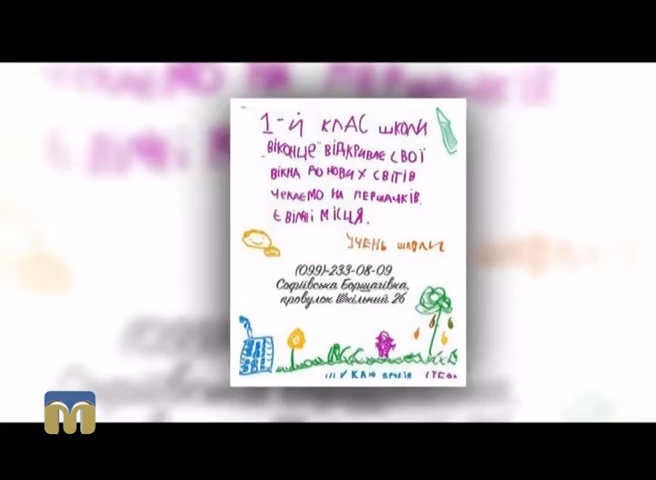 1-й КЛАС школи
"ВІКОНЦЕ" ВІДКРИВАЄ СВОЇ
ВІКНА ДО НОВИХ СВІТІВ
ЧЕКАЄМО НА ПЕРШАЧКІВ.
Є ВІЛЬНІ МІСЦЯ.
УЧЕНЬ школи
(099)-233-08-09
Софіївська Борщагівка,
провулок Шкільний 26
ШУКАЮ